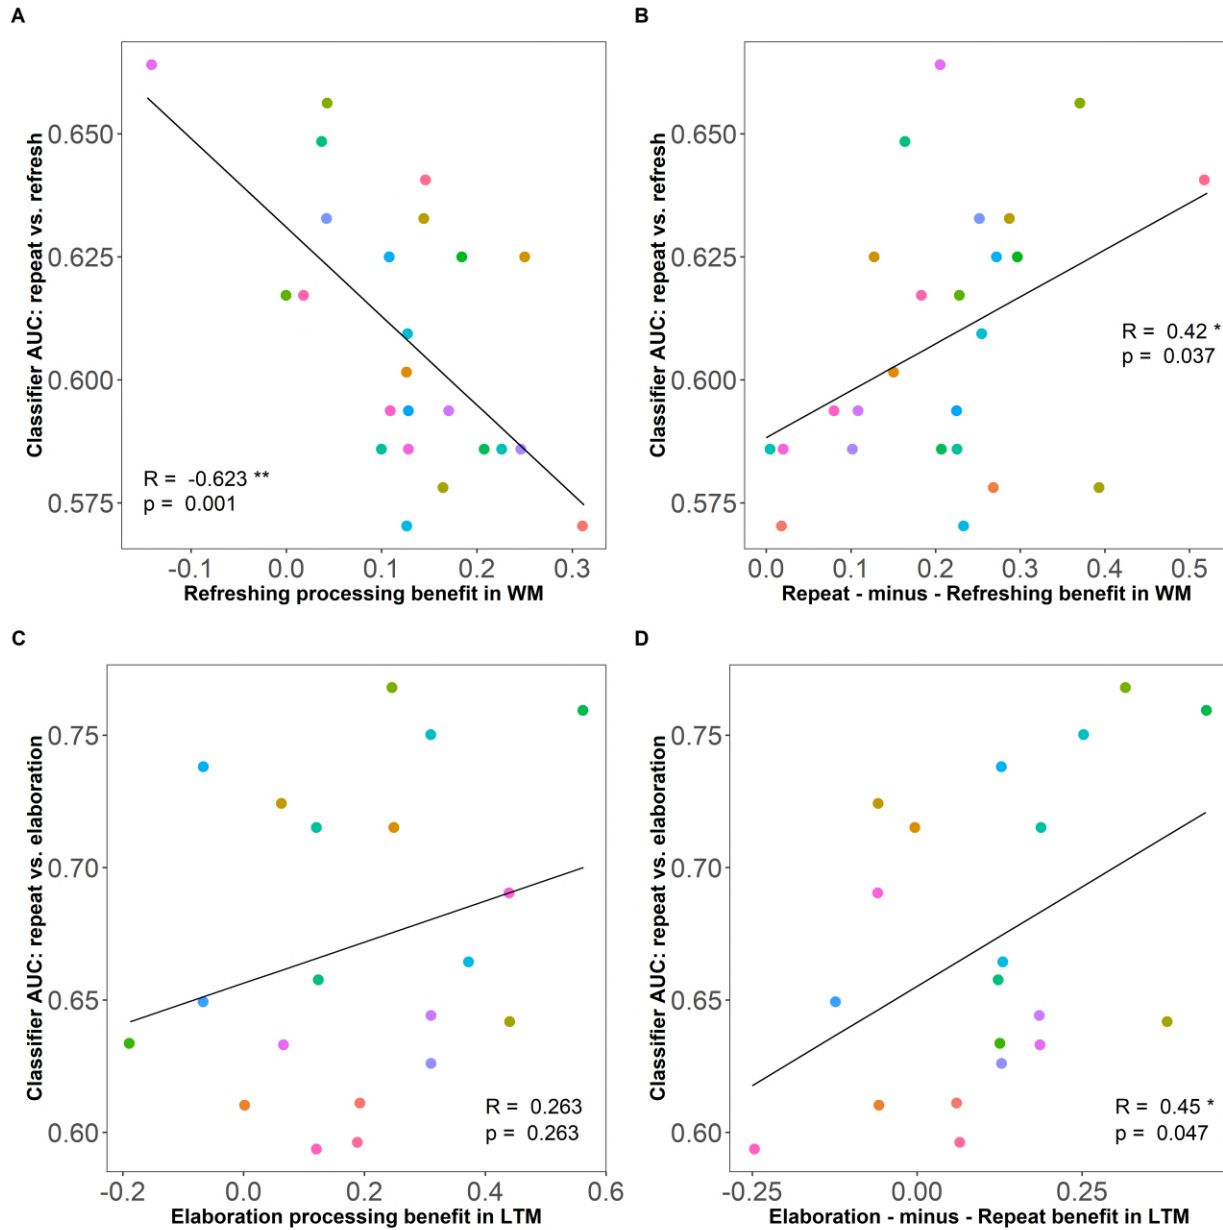 A
Classifier AUC: repeat vs. refresh
0.650
0.625
0.600
0.575
R = -0.623 **
p = 0.001
-0.1 0.0 0.1 0.2 0.3
Refreshing processing benefit in WM
B
Classifier AUC: repeat vs. refresh
0.650
0.625
0.600
0.575
R = 0.42 *
p = 0.037
0.0 0.1 0.2 0.3 0.4 0.5
Repeat - minus - Refreshing benefit in WM
C
Classifier AUC: repeat vs. elaboration
0.75
0.70
0.65
0.60
R = 0.263
p = 0.263
-0.2 0.0 0.2 0.4 0.6
Elaboration processing benefit in LTM
D
Classifier AUC: repeat vs. elaboration
0.75
0.70
0.65
0.60
R = 0.45 *
p = 0.047
-0.25 0.00 0.25
Elaboration - minus - Repeat benefit in LTM